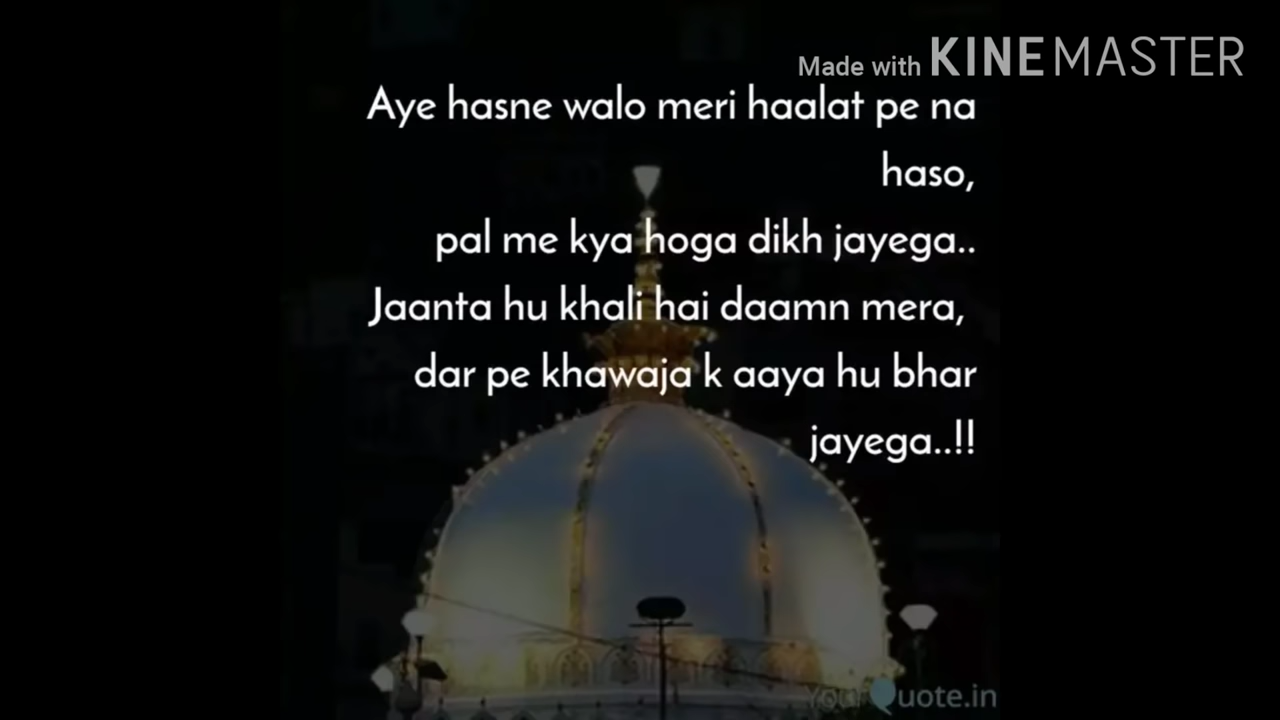 Made with KINEMASTER
Aye hasne walo meri haalat pe na
haso,
pal me kya hoga dikh jayega..
Jaanta hu khali hai daamn mera,
dar pe khawaja k aaya hu bhar
jayega..!!
YourQuote.in